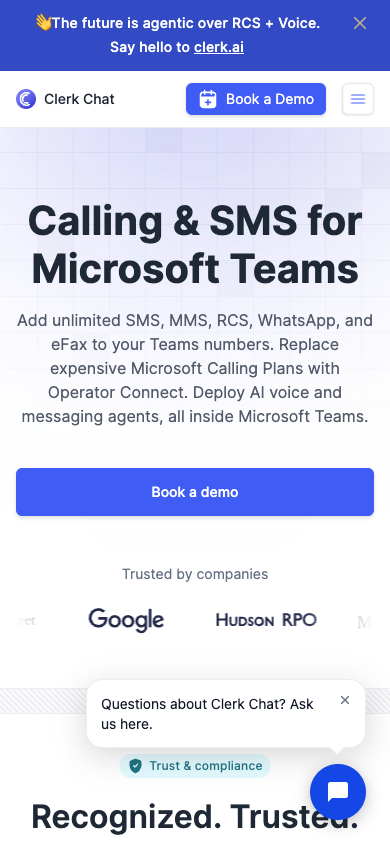 👋The future is agentic over RCS + Voice.
Say hello to clerk.ai
Clerk Chat
Book a Demo
Calling & SMS for
Microsoft Teams
Add unlimited SMS, MMS, RCS, WhatsApp, and
eFax to your Teams numbers. Replace
expensive Microsoft Calling Plans with
Operator Connect. Deploy AI voice and
messaging agents, all inside Microsoft Teams.
Book a demo
Trusted by companies
Google
HUDSON RPO
Questions about Clerk Chat? Ask
us here.
Trust & compliance
Recognized. Trusted.